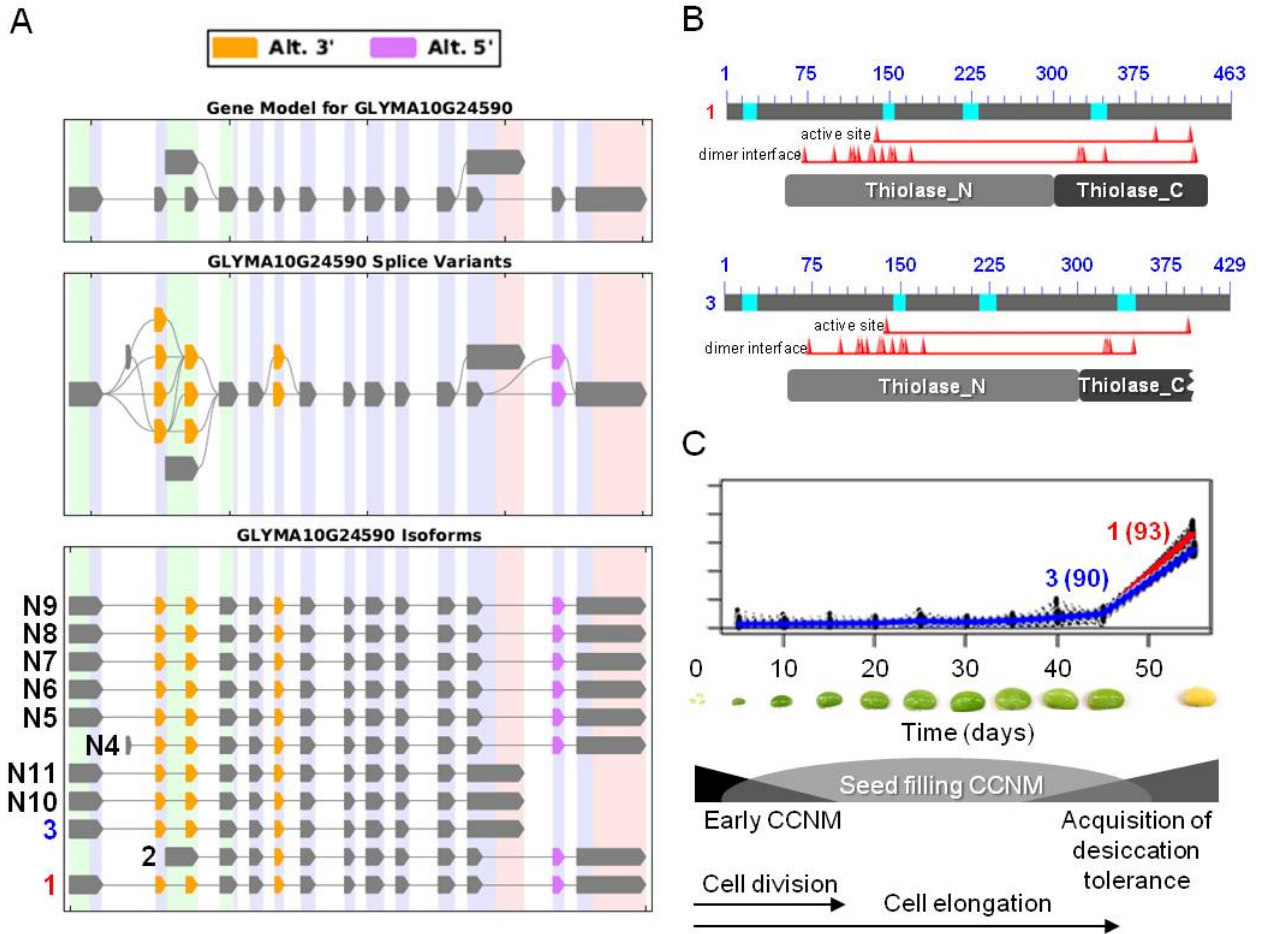 A
Alt. 3' Alt. 5'
Gene Model for GLYMA10G24590
GLYMA10G24590 Splice Variants
GLYMA10G24590 Isoforms
N9
N8
N7
N6
N5
N4
N11
N10
3
2
1
B
1 75 150 225 300 375 463
1
active site
dimer interface
Thiolase_N Thiolase_C
1 75 150 225 300 375 429
3
active site
dimer interface
Thiolase_N Thiolase_C
C
1 (93)
3 (90)
0 10 20 30 40 50
Time (days)
Seed filling CCNM
Early CCNM
Acquisition of
desiccation
tolerance
Cell division
Cell elongation